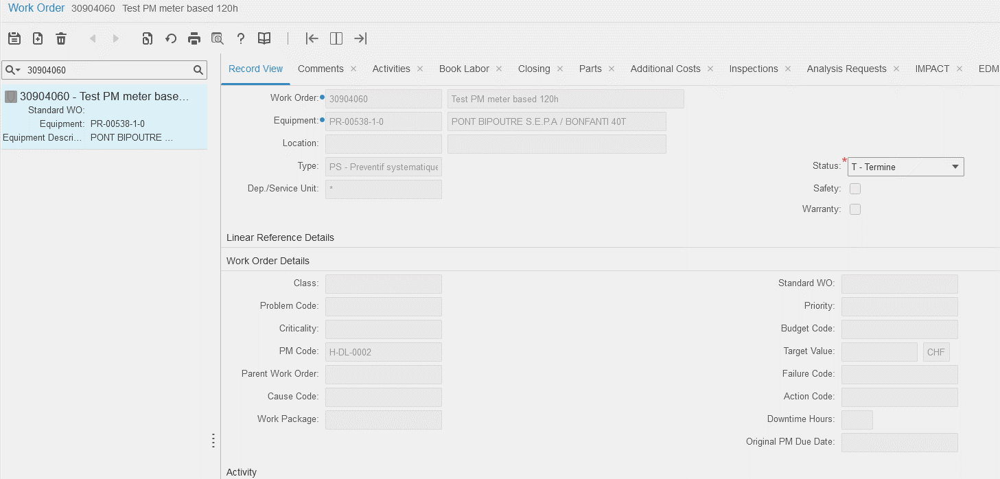 Work Order 30904060 Test PM meter based 120h
30904060
30904060 - Test PM meter base...
Standard WO:
Equipment: PR-00538-1-0
Equipment Descri... PONT BIPOUTRE ...
Record View Comments Activities Book Labor Closing Parts Additional Costs Inspections Analysis Requests IMPACT EDM
Work Order: 30904060 Test PM meter based 120h
Equipment: PR-00538-1-0 PONT BIPOUTRE S.E.P.A / BONFANTI 40T
Location:
Type: PS - Preventif systematique Status: * T - Termine
Dep./Service Unit: * Safety:
Warranty:
Linear Reference Details
Work Order Details
Class: Standard WO:
Problem Code: Priority:
Criticality: Budget Code:
PM Code: H-DL-0002 Target Value: CHF
Parent Work Order: Failure Code:
Cause Code: Action Code:
Work Package: Downtime Hours:
Original PM Due Date:
Activity